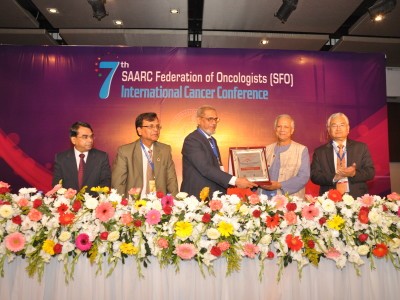 7th
SAARC Federation of Oncologists [SFO]
International Cancer Conference